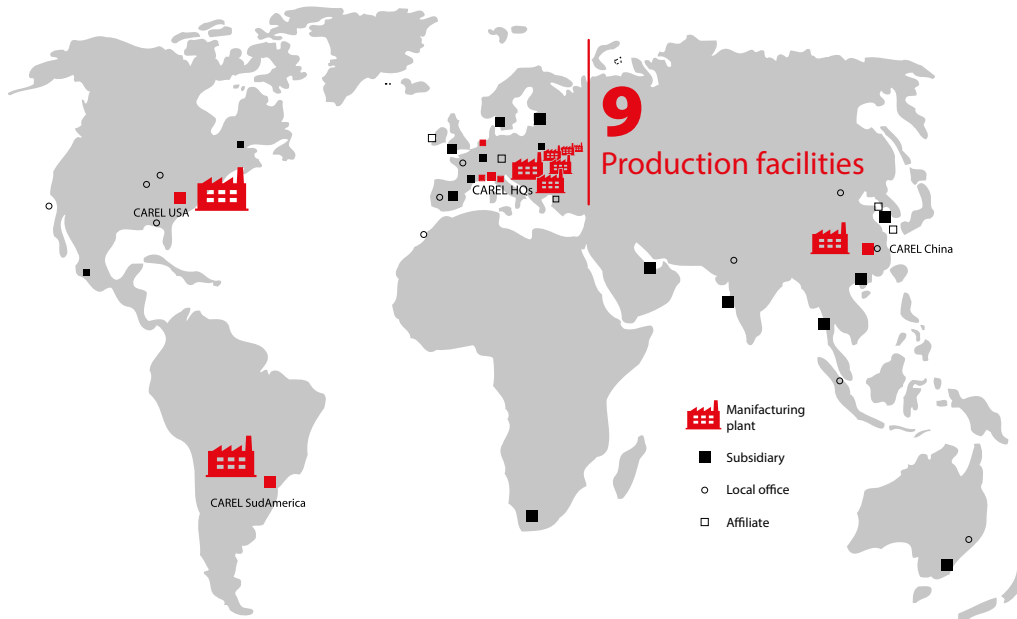 9
Production facilities
CAREL HQs
CAREL USA
CAREL China
Manifacturing
plant
Subsidiary
Local office
Affiliate
CAREL SudAmerica